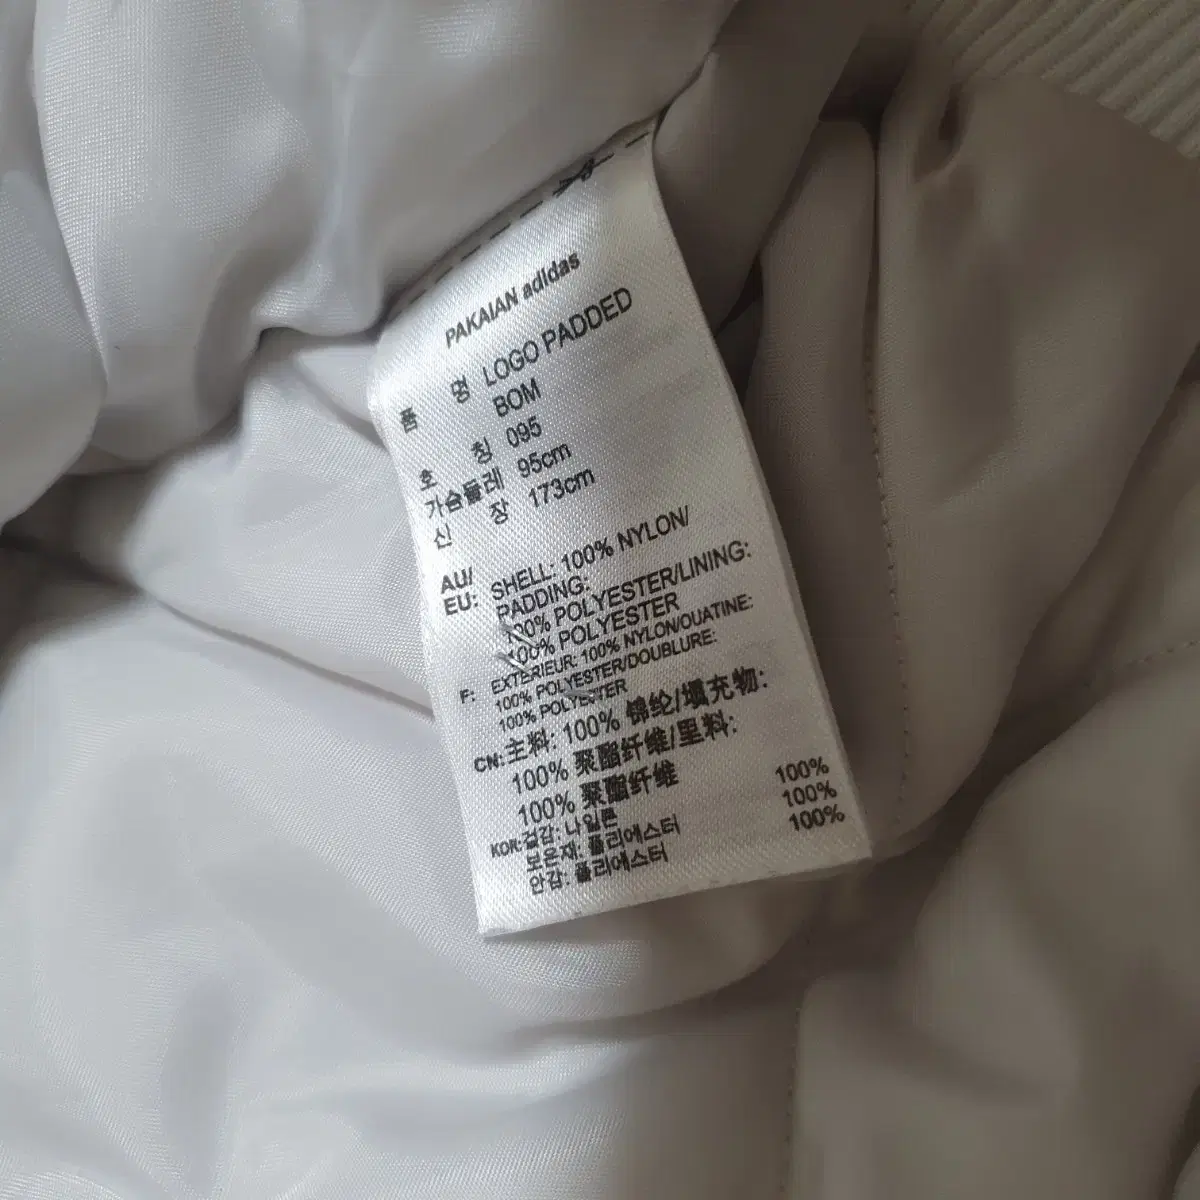 PAKAIAN adidas
품 명 LOGO PADDED
BOM
호 칭 095
가슴둘레 95cm
신 장 173cm
AU/
EU: SHELL: 100% NYLON/
PADDING:
100% POLYESTER/LINING:
100% POLYESTER
F: EXTERIEUR: 100% NYLON/OUATINE:
100% POLYESTER/DOUBLURE:
100% POLYESTER
CN: 主料: 100% 锦纶/填充物:
100% 聚酯纤维/里料:
100% 聚酯纤维
KOR: 겉감: 나일론 100%
보온재: 폴리에스터 100%
안감: 폴리에스터 100%